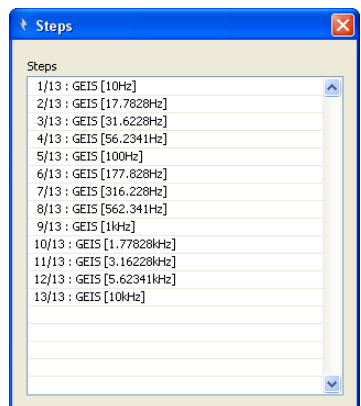 Steps
Steps
1/13 : GEIS [10Hz]
2/13 : GEIS [17.7828Hz]
3/13 : GEIS [31.6228Hz]
4/13 : GEIS [56.2341Hz]
5/13 : GEIS [100Hz]
6/13 : GEIS [177.828Hz]
7/13 : GEIS [316.228Hz]
8/13 : GEIS [562.341Hz]
9/13 : GEIS [1kHz]
10/13 : GEIS [1.77828kHz]
11/13 : GEIS [3.16228kHz]
12/13 : GEIS [5.62341kHz]
13/13 : GEIS [10kHz]